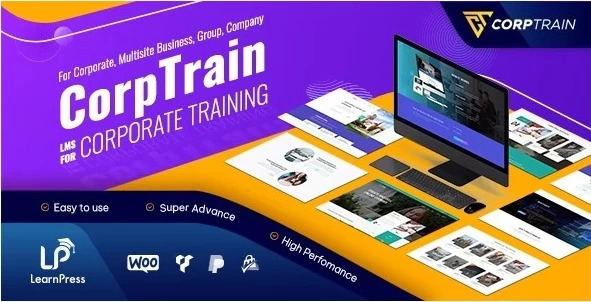 CORPTRAIN
For Corporate, Multisite Business, Group, Company
CorpTrain
LMS FOR
CORPORATE TRAINING
Easy to use
Super Advance
High Perfomance
LP
LearnPress
WOO